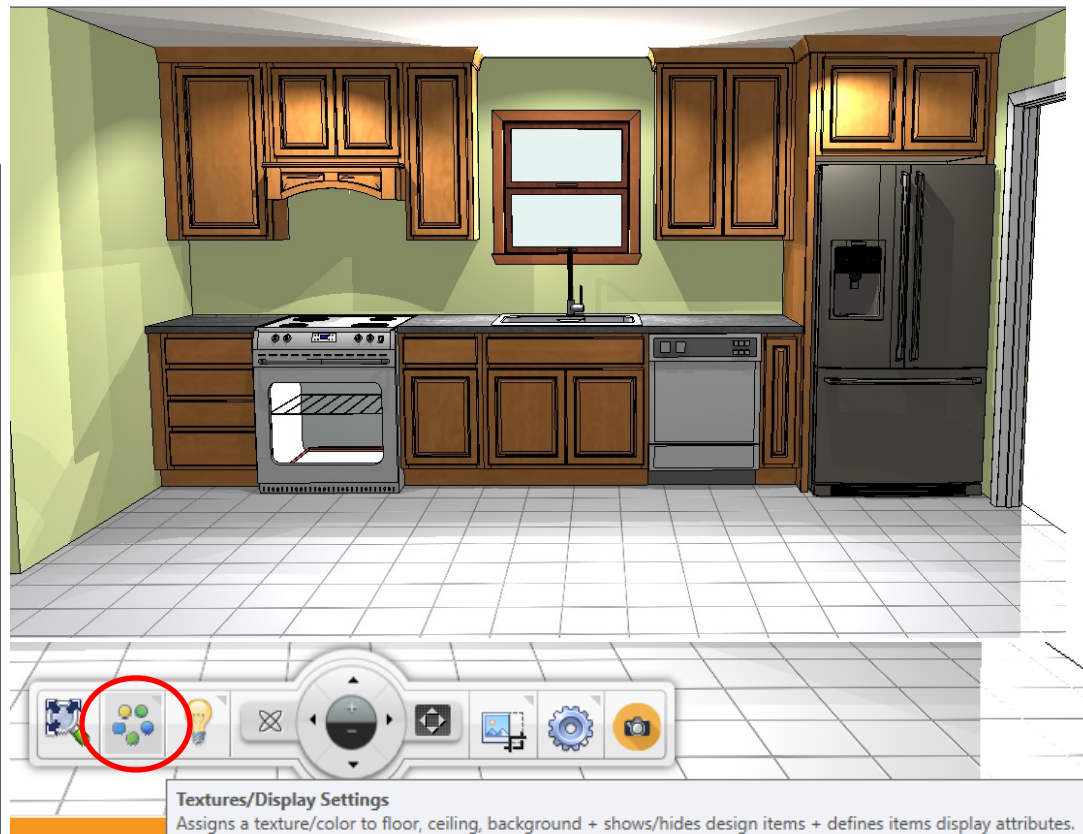 Textures/Display Settings
Assigns a texture/color to floor, ceiling, background + shows/hides design items + defines items display attributes.